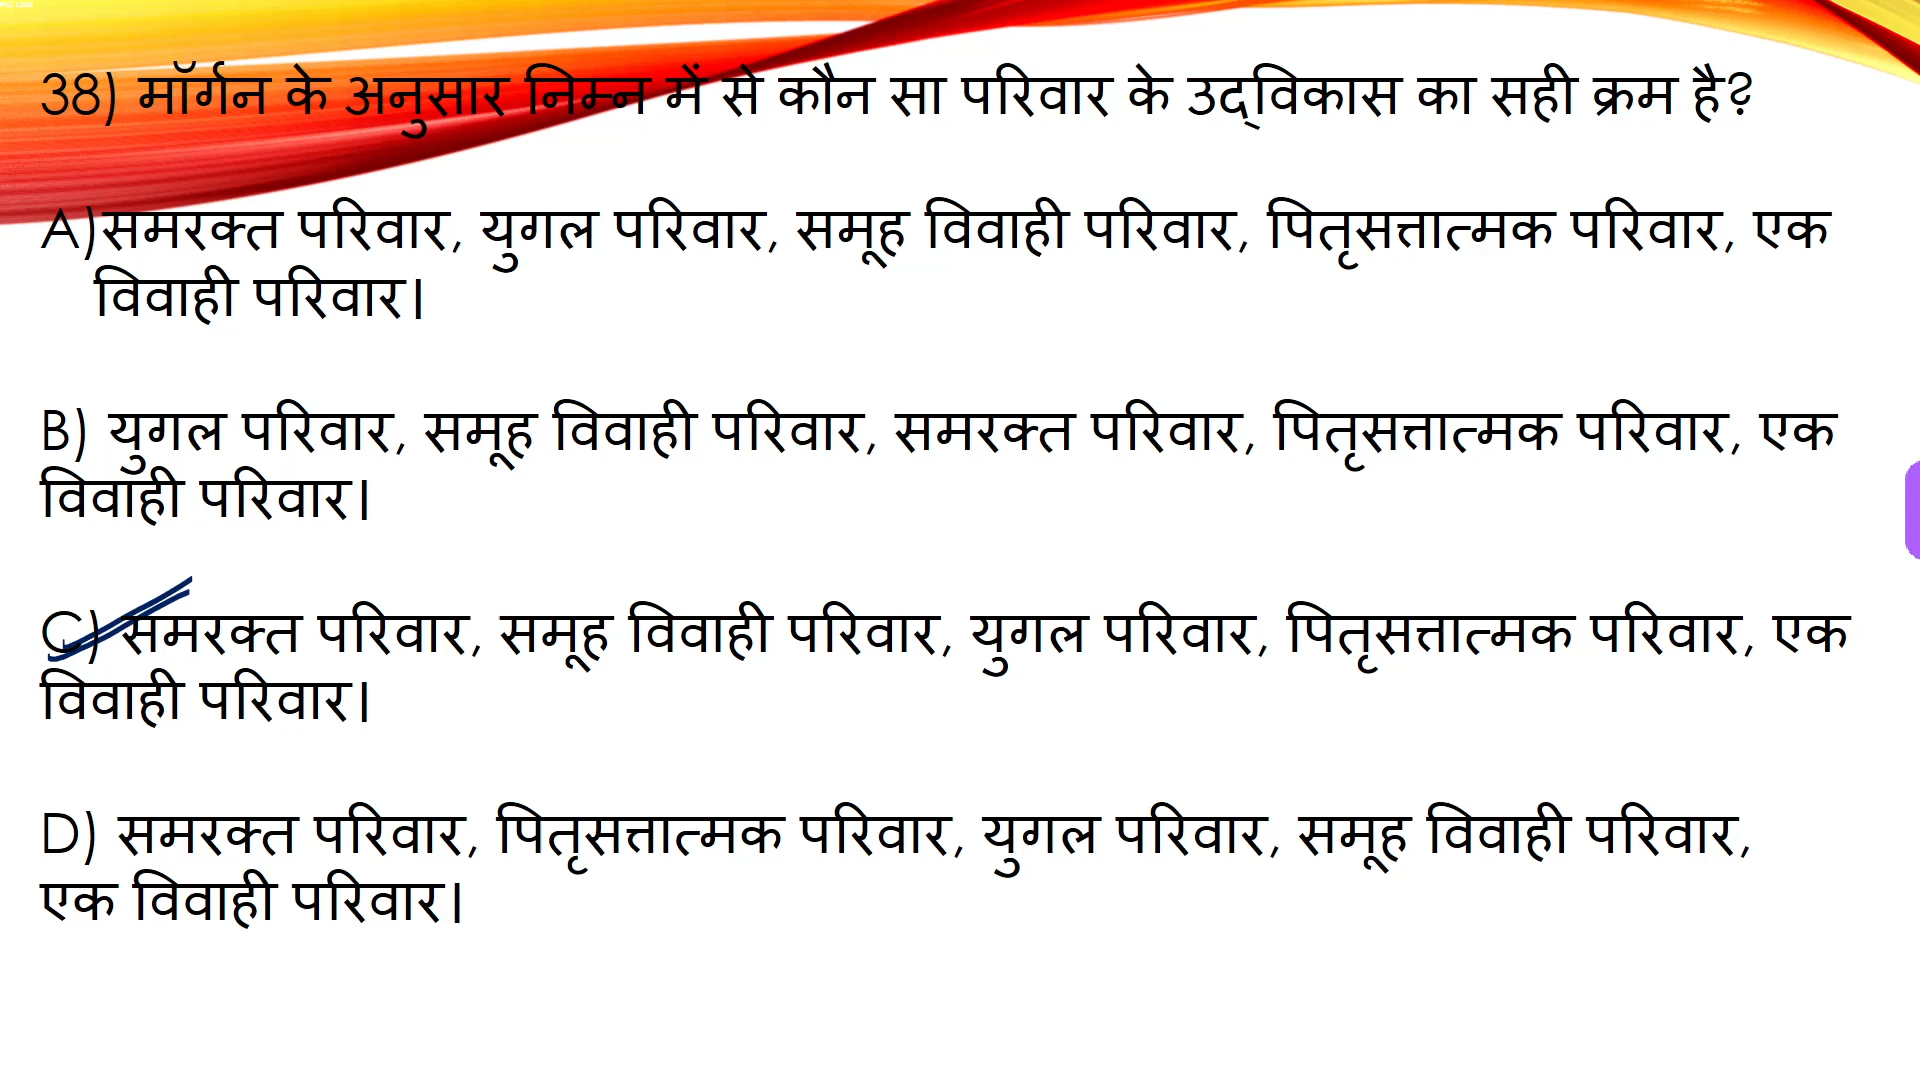 38) मॉर्गन के अनुसार निम्न में से कौन सा परिवार के उद्‌विकास का सही क्रम है?
A)समरक्त परिवार, युगल परिवार, समूह विवाही परिवार, पितृसत्तात्मक परिवार, एक
विवाही परिवार।
B) युगल परिवार, समूह विवाही परिवार, समरक्त परिवार, पितृसत्तात्मक परिवार, एक
विवाही परिवार।
C) समरक्त परिवार, समूह विवाही परिवार, युगल परिवार, पितृसत्तात्मक परिवार, एक
विवाही परिवार।
D) समरक्त परिवार, पितृसत्तात्मक परिवार, युगल परिवार, समूह विवाही परिवार,
एक विवाही परिवार।